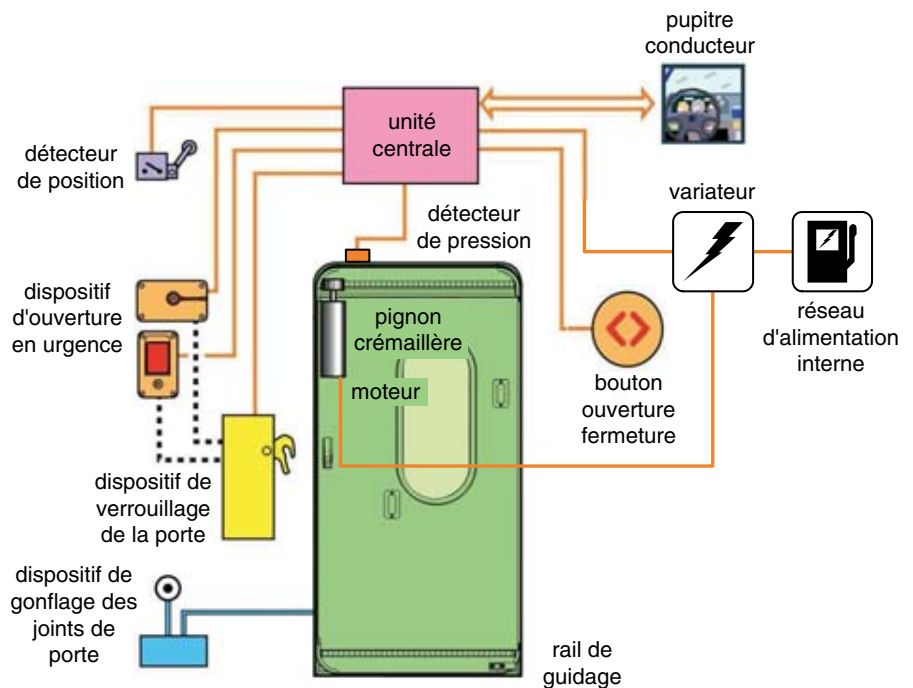 pupitre
conducteur
unité
centrale
détecteur
de position
variateur
détecteur
de pression
dispositif
d'ouverture
en urgence
pignon
crémaillère
réseau
d'alimentation
interne
moteur
bouton
ouverture
fermeture
dispositif de
verrouillage
de la porte
dispositif de
gonflage des
joints de
porte
rail de
guidage